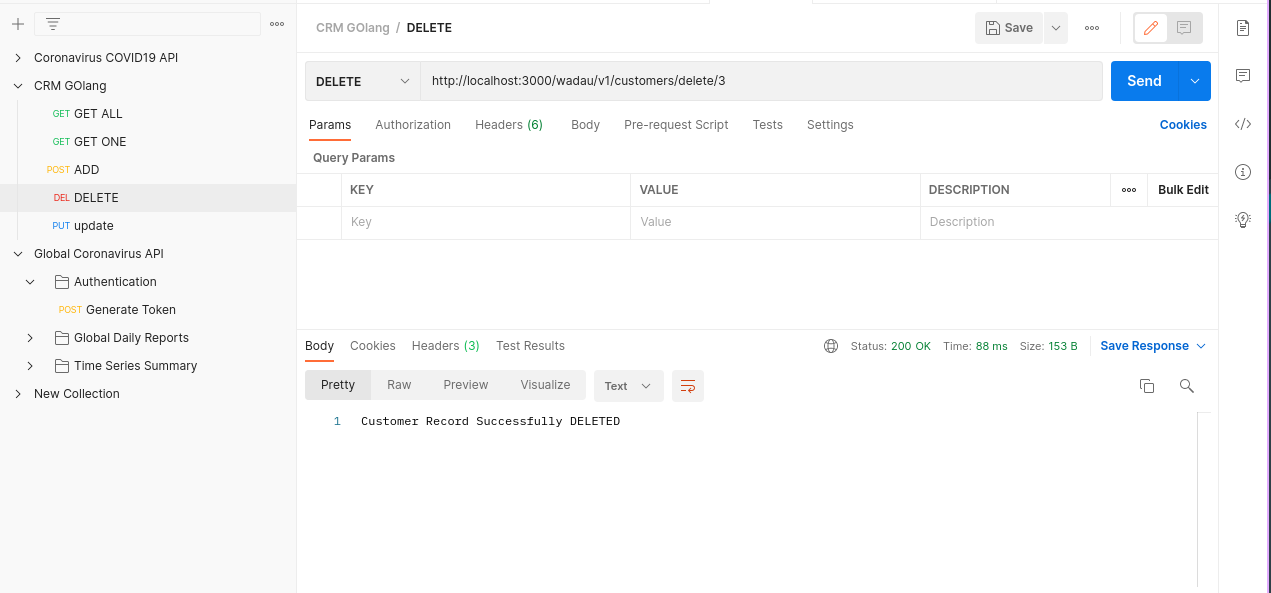 Coronavirus COVID19 API
CRM GOlang
GET GET ALL
GET GET ONE
POST ADD
DEL DELETE
PUT update
Global Coronavirus API
Authentication
POST Generate Token
Global Daily Reports
Time Series Summary
New Collection
CRM GOlang / DELETE
Save
DELETE http://localhost:3000/wadau/v1/customers/delete/3 Send
Params Authorization Headers (6) Body Pre-request Script Tests Settings Cookies
Query Params
KEY VALUE DESCRIPTION Bulk Edit
Key Value Description
Body Cookies Headers (3) Test Results Status: 200 OK Time: 88 ms Size: 153 B Save Response
Pretty Raw Preview Visualize Text
1 Customer Record Successfully DELETED